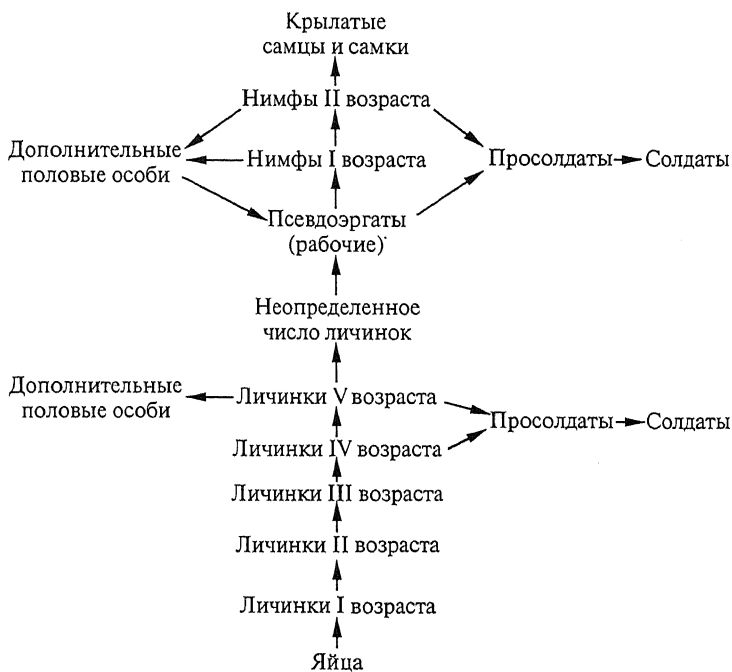 Крылатые
самцы и самки
Нимфы II возраста
Дополнительные
половые особи
Нимфы I возраста
Просолдаты
Солдаты
Псевдоэргаты
(рабочие)
Неопределенное
число личинок
Дополнительные
половые особи
Личинки V возраста
Просолдаты
Солдаты
Личинки IV возраста
Личинки III возраста
Личинки II возраста
Личинки I возраста
Яйца